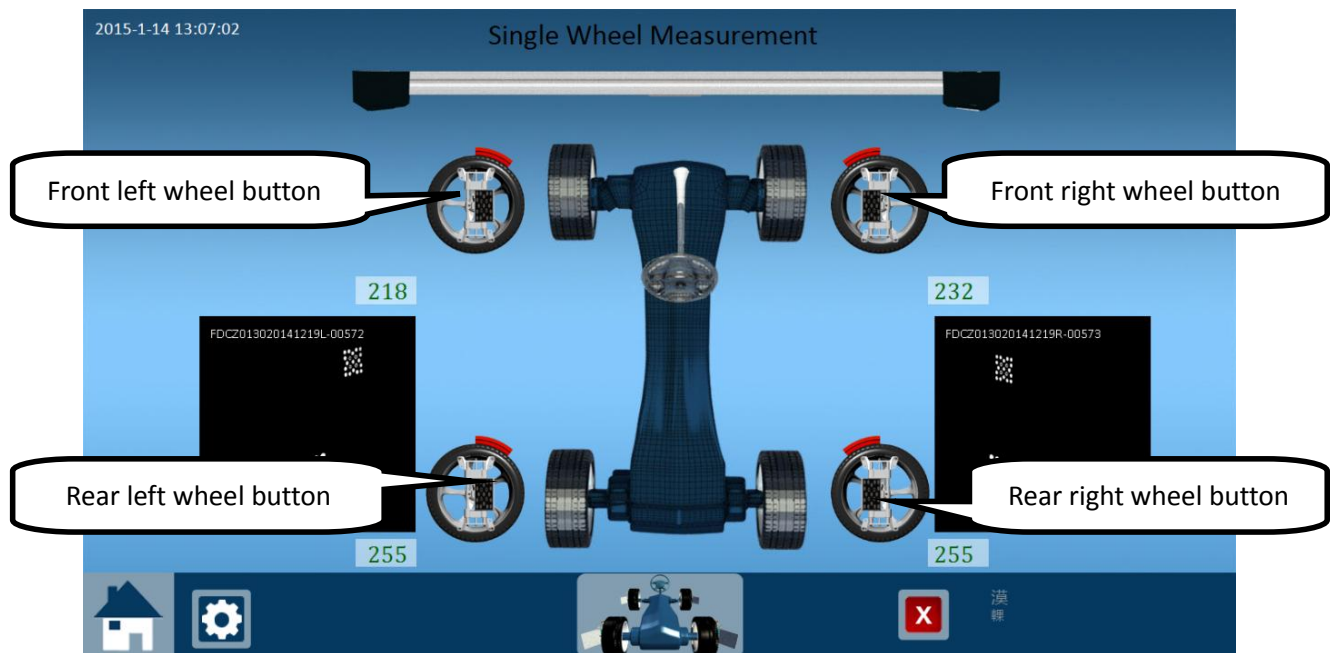 2015-1-14 13:07:02
Single Wheel Measurement
Front left wheel button
Front right wheel button
218
232
FDCZ013020141219L-00572
FDCZ013020141219R-00573
Rear left wheel button
Rear right wheel button
255
255
X
漢